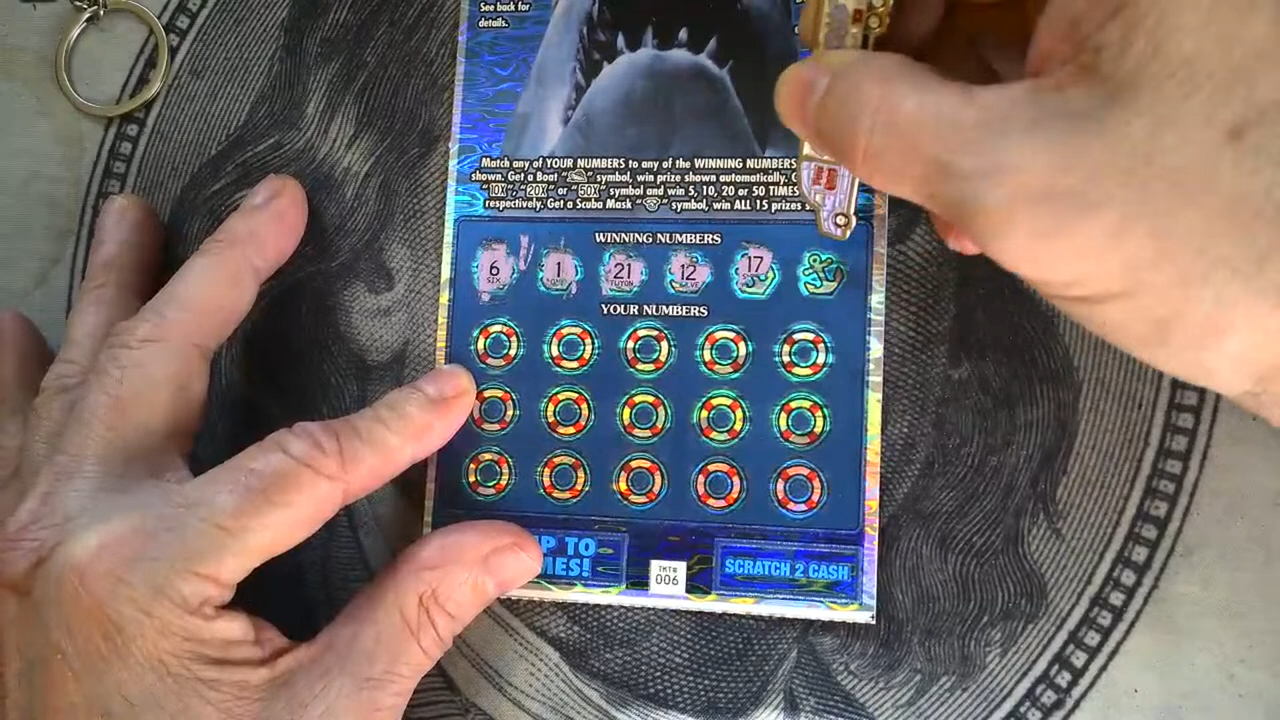 See back for
details.
Match any of YOUR NUMBERS to any of the WINNING NUMBERS
shown. Get a Boat " " symbol, win prize shown automatically.
"10X", "20X" or "50X" symbol and win 5, 10, 20 or 50 TIMES
respectively. Get a Scuba Mask " " symbol, win ALL 15 prizes
WINNING NUMBERS
6 1 21 12 17
SIX
YOUR NUMBERS
UP TO
SCRATCH 2 CASH
TKT#
006